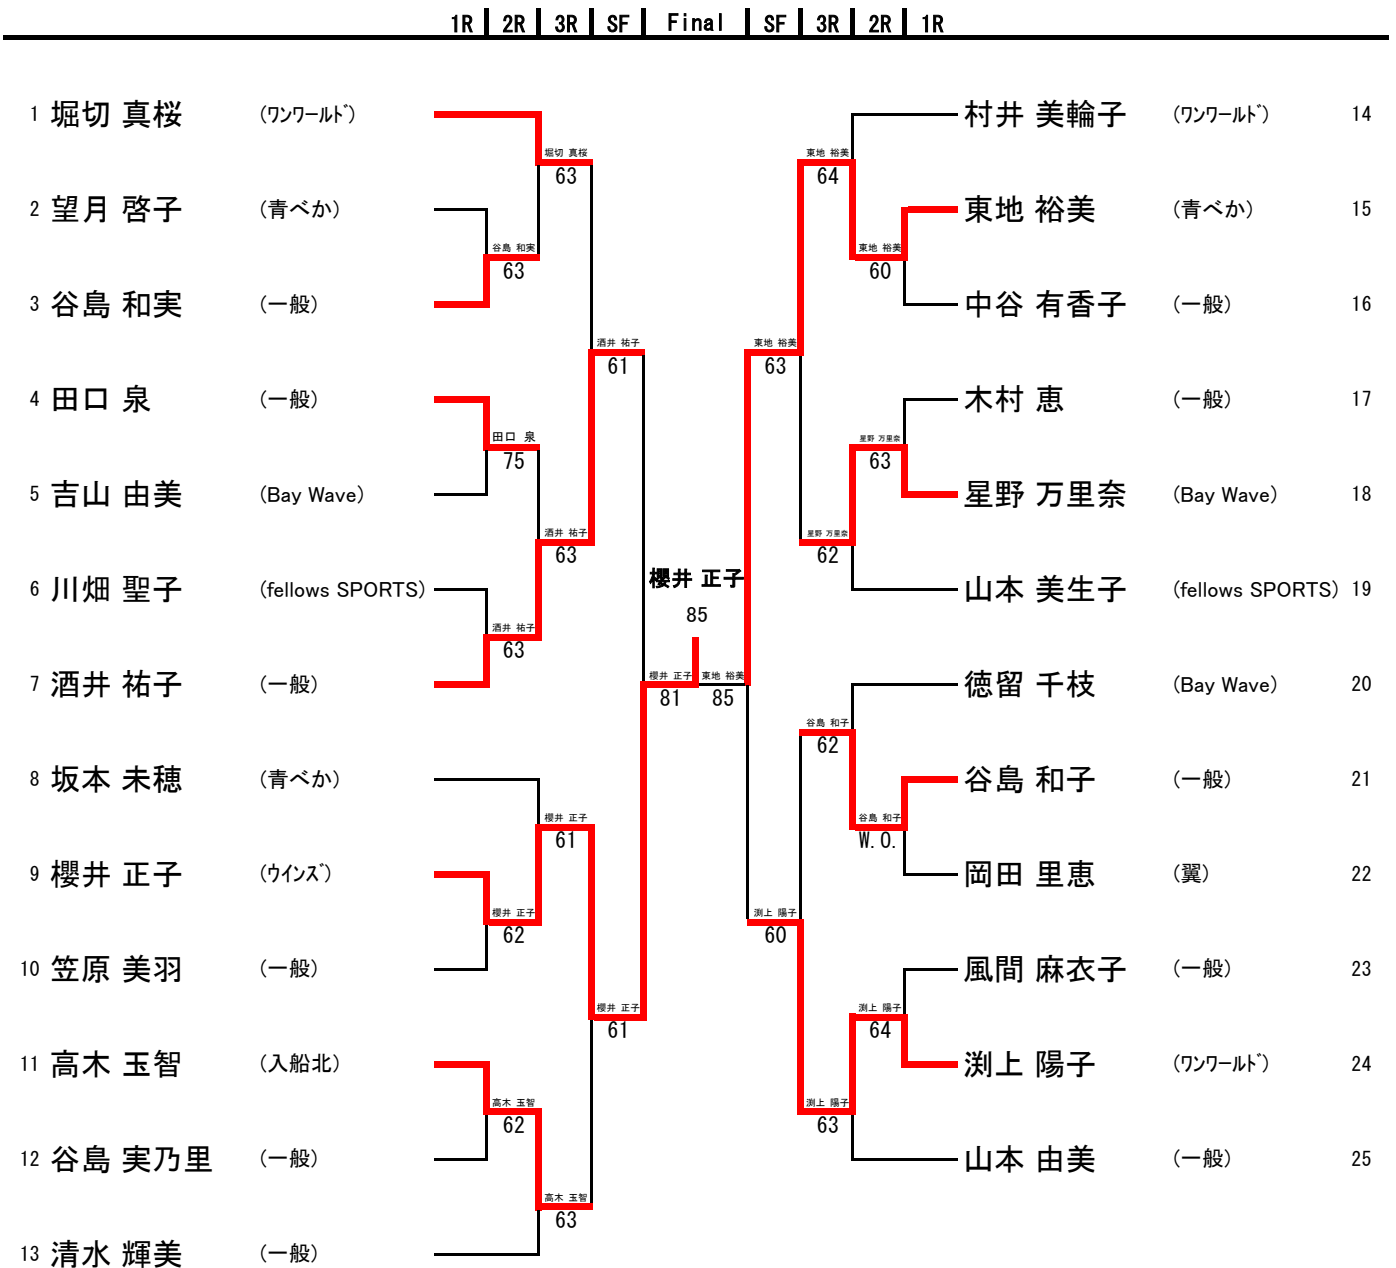 1R 2R 3R SF Final SF 3R 2R 1R
1 堀切 真桜 (ワンワールド) 村井 美輪子 (ワンワールド) 14
堀切 真桜 東地 裕美
63 64
2 望月 啓子 (青べか) 東地 裕美 (青べか) 15
谷島 和実 東地 裕美
63 60
3 谷島 和実 (一般) 中谷 有香子 (一般) 16
酒井 祐子 東地 裕美
61 63
4 田口 泉 (一般) 木村 恵 (一般) 17
田口 泉 星野 万里奈
75 63
5 吉山 由美 (Bay Wave) 星野 万里奈 (Bay Wave) 18
酒井 祐子 星野 万里奈
63 62
櫻井 正子
6 川畑 聖子 (fellows SPORTS) 山本 美生子 (fellows SPORTS) 19
85
酒井 祐子
63
7 酒井 祐子 (一般) 櫻井 正子 東地 裕美 徳留 千枝 (Bay Wave) 20
81 85
谷島 和子
62
8 坂本 未穂 (青べか) 谷島 和子 (一般) 21
櫻井 正子 谷島 和子
61 W.O.
9 櫻井 正子 (ウインズ) 岡田 里恵 (翼) 22
櫻井 正子 渕上 陽子
62 60
10 笠原 美羽 (一般) 風間 麻衣子 (一般) 23
櫻井 正子 渕上 陽子
61 64
11 高木 玉智 (入船北) 渕上 陽子 (ワンワールド) 24
高木 玉智 渕上 陽子
62 63
12 谷島 実乃里 (一般) 山本 由美 (一般) 25
高木 玉智
63
13 清水 輝美 (一般)